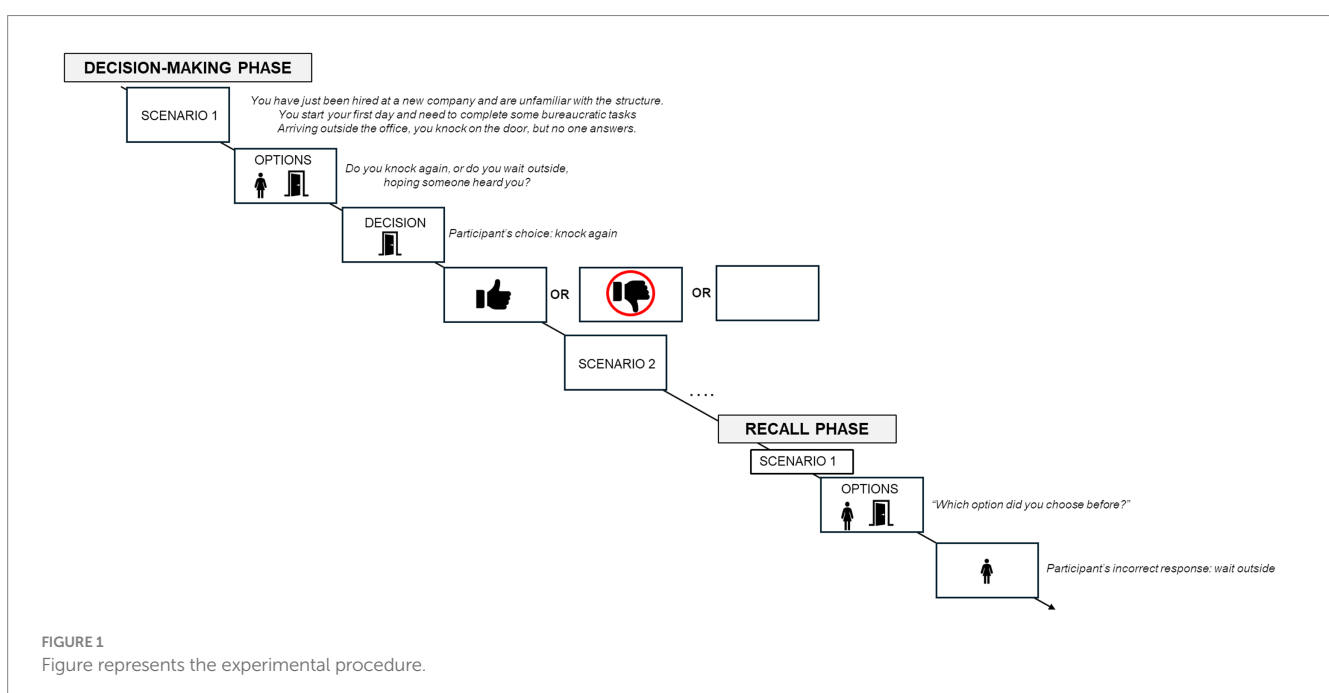 DECISION-MAKING PHASE
SCENARIO 1
You have just been hired at a new company and are unfamiliar with the structure.
You start your first day and need to complete some bureaucratic tasks
Arriving outside the office, you knock on the door, but no one answers.
OPTIONS
Do you knock again, or do you wait outside,
hoping someone heard you?
DECISION
Participant's choice: knock again
OR
OR
SCENARIO 2
....
RECALL PHASE
SCENARIO 1
OPTIONS
“Which option did you choose before?”
Participant's incorrect response: wait outside
FIGURE 1
Figure represents the experimental procedure.